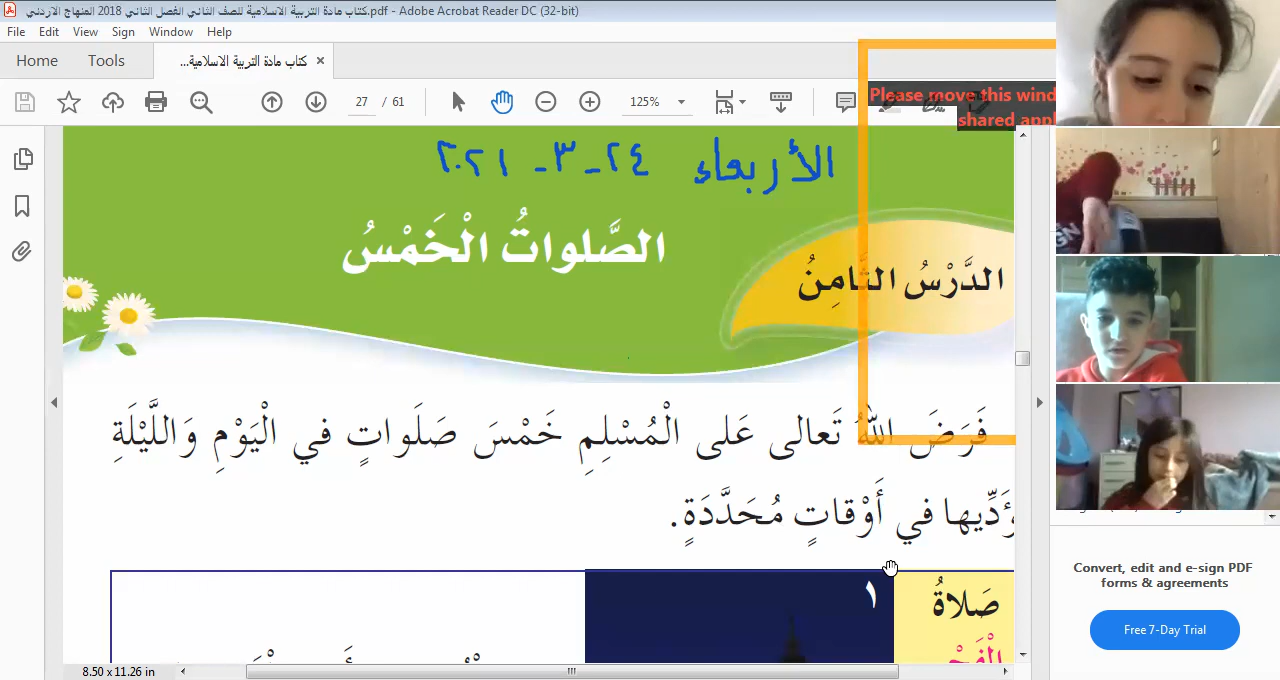 كتاب مادة التربية الاسلامية للصف الثاني الفصل الثاني 2018 المنهاج الاردني.pdf - Adobe Acrobat Reader DC (32-bit)
File Edit View Sign Window Help
Home Tools كتاب مادة التربية الاسلامية... ×
27 / 61 125%
Please move this wind
shared appl
الأربعاء ٢٤-٣-٢٠٢١
الصَّلواتُ الْخَمْسُ
الدَّرْسُ الثَّامِنُ
فَرَضَ اللهُ تَعالى عَلى الْمُسْلِمِ خَمْسَ صَلَواتٍ في الْيَوْمِ وَاللَّيْلَةِ
ؤَدِّيها في أَوْقاتٍ مُحَدَّدَةٍ.
صَلاةُ ١
الْفَجْ
8.50 x 11.26 in
Convert, edit and e-sign PDF
forms & agreements
Free 7-Day Trial